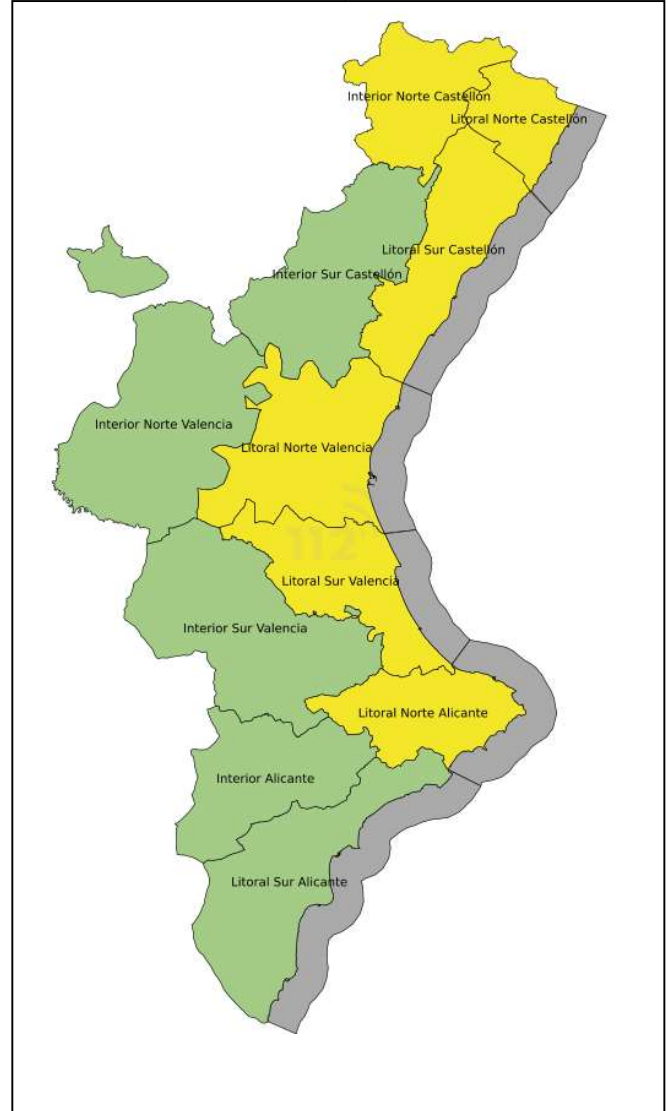 Interior Norte Castellón
Litoral Norte Castellón
Litoral Sur Castellón
Interior Sur Castellón
Interior Norte Valencia
Litoral Norte Valencia
112
Litoral Sur Valencia
Interior Sur Valencia
Litoral Norte Alicante
Interior Alicante
Litoral Sur Alicante